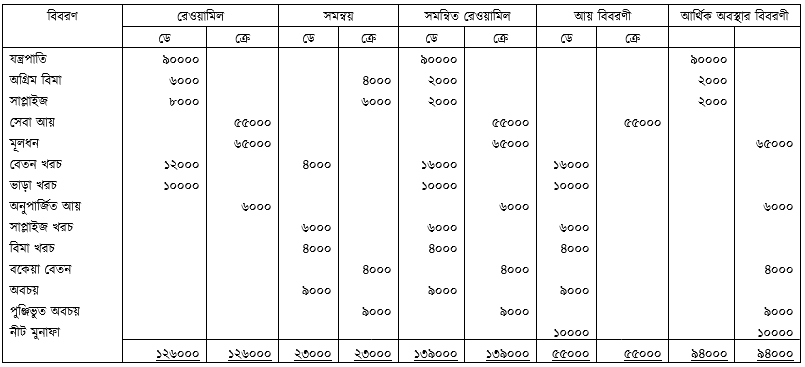 বিবরণ রেওয়ামিল সমন্বয় সমন্বিত রেওয়ামিল আয় বিবরণী আর্থিক অবস্থার বিবরণী
ডে ক্রে ডে ক্রে ডে ক্রে ডে ক্রে
যন্ত্রপাতি ৯০০০০ ৯০০০০ ৯০০০০
অগ্রিম বিমা ৬০০০ ৪০০০ ২০০০ ২০০০
সাপ্লাইজ ৮০০০ ৬০০০ ২০০০ ২০০০
সেবা আয় ৫৫০০০ ৫৫০০০ ৫৫০০০
মূলধন ৬৫০০০ ৬৫০০০ ৬৫০০০
বেতন খরচ ১২০০০ ৪০০০ ১৬০০০ ১৬০০০
ভাড়া খরচ ১০০০০ ১০০০০ ১০০০০
অনুপার্জিত আয় ৬০০০ ৬০০০ ৬০০০
সাপ্লাইজ খরচ ৬০০০ ৬০০০ ৬০০০
বিমা খরচ ৪০০০ ৪০০০ ৪০০০
বকেয়া বেতন ৪০০০ ৪০০০ ৪০০০
অবচয় ৯০০০ ৯০০০ ৯০০০
পুঞ্জিভুত অবচয় ৯০০০ ৯০০০ ৯০০০
নীট মুনাফা ১০০০০ ১০০০০
১২৬০০০ ১২৬০০০ ২৩০০০ ২৩০০০ ১৩৯০০০ ১৩৯০০০ ৫৫০০০ ৫৫০০০ ৯৪০০০ ৯৪০০০